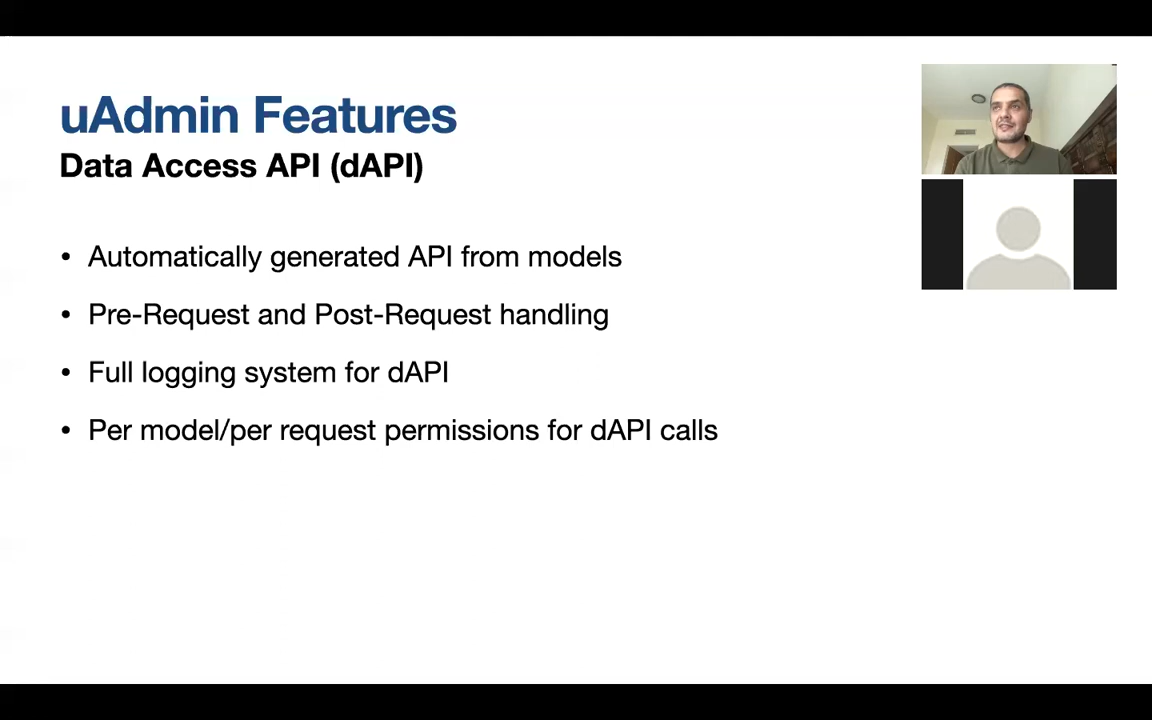 uAdmin Features
Data Access API (dAPI)
• Automatically generated API from models
• Pre-Request and Post-Request handling
• Full logging system for dAPI
• Per model/per request permissions for dAPI calls